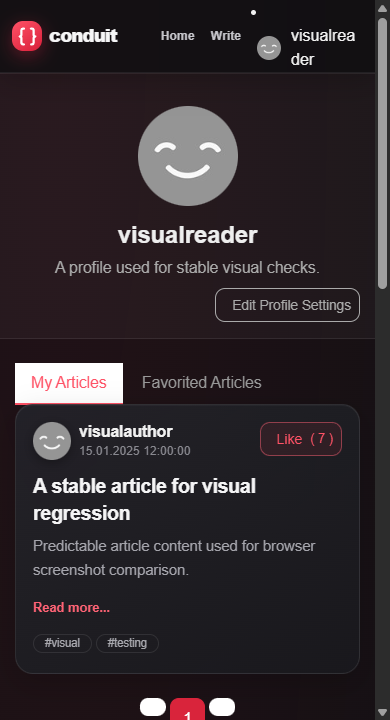 { } conduit
Home
Write
visualrea
der
visualreader
A profile used for stable visual checks.
Edit Profile Settings
My Articles
Favorited Articles
visualauthor
15.01.2025 12:00:00
Like ( 7 )
A stable article for visual
regression
Predictable article content used for browser
screenshot comparison.
Read more...
#visual
#testing
1